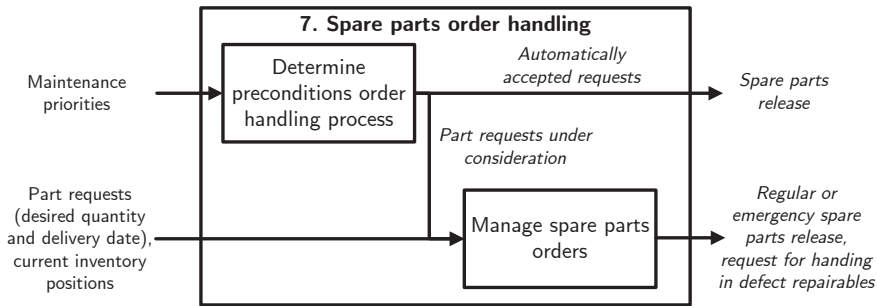 7. Spare parts order handling
Maintenance
priorities
Determine
preconditions order
handling process
Automatically
accepted requests
Spare parts
release
Part requests under
consideration
Part requests
(desired quantity
and delivery date),
current inventory
positions
Manage spare parts
orders
Regular or
emergency spare
parts release,
request for handing
in defect repairables